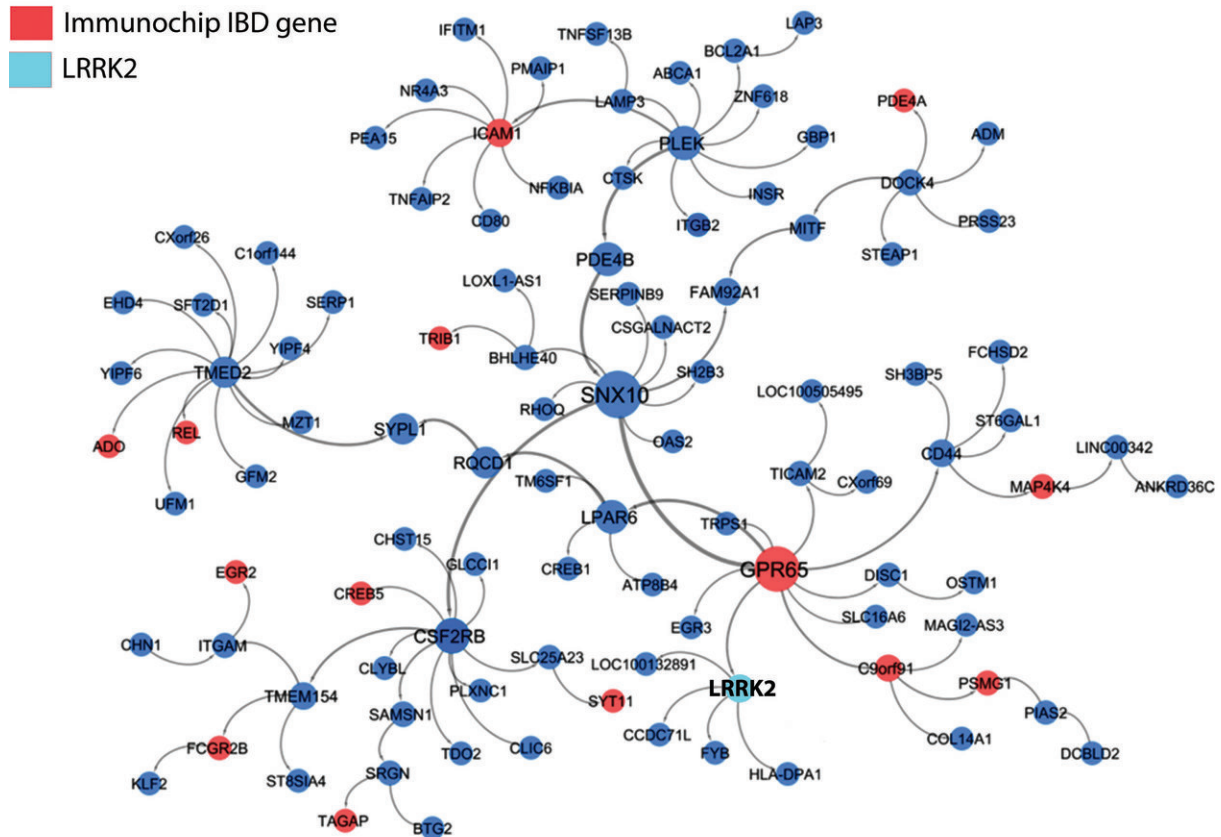 Immunochip IBD gene
LRRK2
IFITM1
TNFSF13B
LAP3
BCL2A1
PMAIP1
ABCA1
NR4A3
LAMP3
ZNF618
PDE4A
PEA15
ICAM1
PLEK
GBP1
ADM
CTSK
DOCK4
TNFAIP2
NFKBIA
INSR
CD80
ITGB2
MITF
PRSS23
STEAP1
CXorf26
C1orf144
PDE4B
LOXL1-AS1
SERPINB9
FAM92A1
EHD4
SFT2D1
SERP1
CSGALNACT2
TRIB1
YIPF4
BHLHE40
FCHSD2
YIPF6
TMED2
SH2B3
SH3BP5
SNX10
LOC100505495
RHOQ
MZT1
ST6GAL1
REL
SYPL1
ADO
OAS2
LINC00342
CD44
RQCD1
GFM2
TICAM2
TM6SF1
CXorf69
MAP4K4
ANKRD36C
UFM1
LPAR6
TRPS1
CHST15
GLCCI1
CREB1
GPR65
EGR2
DISC1
OSTM1
ATP8B4
CREB5
SLC16A6
EGR3
MAGI2-AS3
CHN1
ITGAM
CSF2RB
SLC25A23
LOC100132891
CLYBL
C9orf91
PLXNC1
LRRK2
PSMG1
TMEM154
SYT11
SAMSN1
PIAS2
CCDC71L
COL14A1
FCGR2B
TDO2
CLIC6
FYB
DCBLD2
KLF2
ST8SIA4
SRGN
HLA-DPA1
TAGAP
BTG2